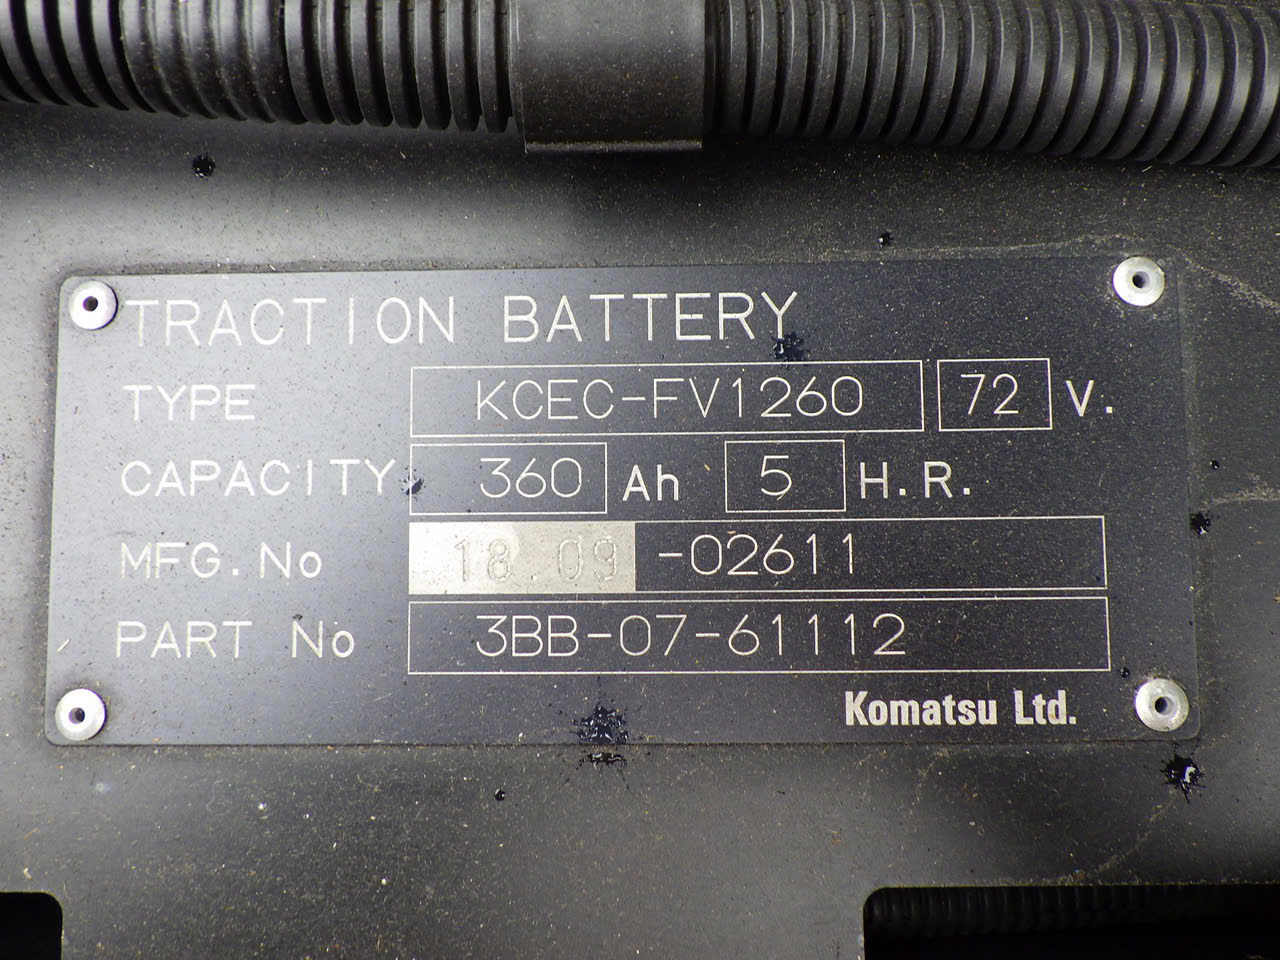 TRACTION BATTERY
TYPE KCEC-FV1260 72 V.
CAPACITY 360 Ah 5 H.R.
MFG. No 18.09 -02611
PART No 3BB-07-61112
Komatsu Ltd.